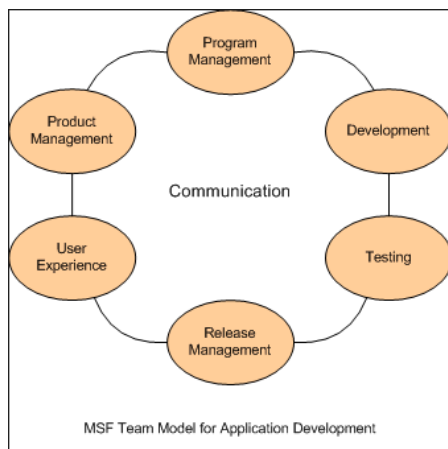 Program
Management
Product
Management
Development
Communication
User
Experience
Testing
Release
Management
MSF Team Model for Application Development